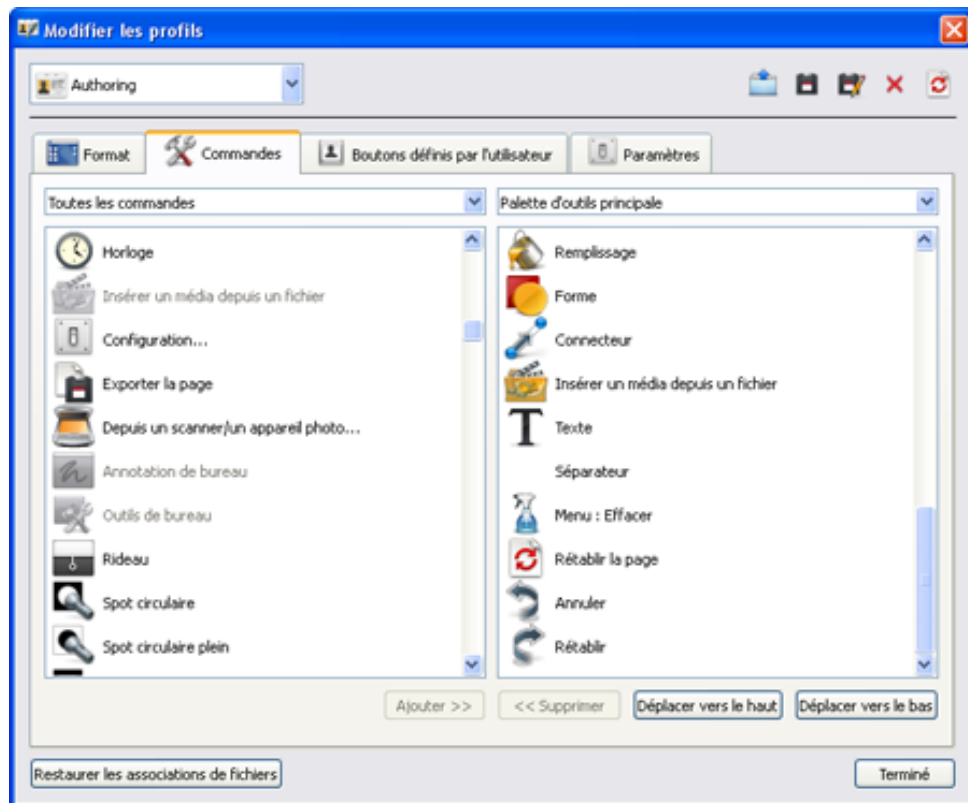 Modifier les profils
Authoring
Format
Commandes
Boutons définis par l'utilisateur
Paramètres
Toutes les commandes
Palette d'outils principale
Horloge
Insérer un média depuis un fichier
Configuration...
Exporter la page
Depuis un scanner/un appareil photo...
Annotation de bureau
Outils de bureau
Rideau
Spot circulaire
Spot circulaire plein
Remplissage
Forme
Connecteur
Insérer un média depuis un fichier
Texte
Séparateur
Menu : Effacer
Rétablir la page
Annuler
Rétablir
Ajouter >>
<< Supprimer
Déplacer vers le haut
Déplacer vers le bas
Restaurer les associations de fichiers
Terminé